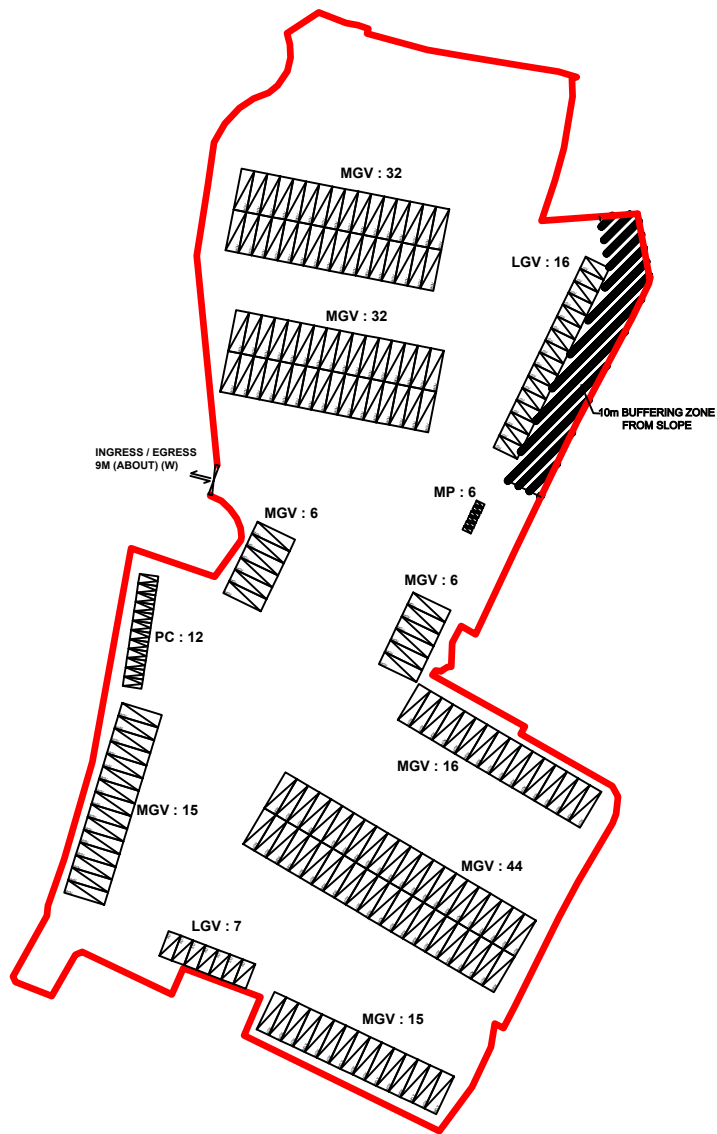 MGV : 32
LGV : 16
MGV : 32
10m BUFFERING ZONE
FROM SLOPE
INGRESS / EGRESS
9M (ABOUT) (W)
MP : 6
MGV : 6
MGV : 6
PC : 12
MGV : 16
MGV : 15
MGV : 44
LGV : 7
MGV : 15